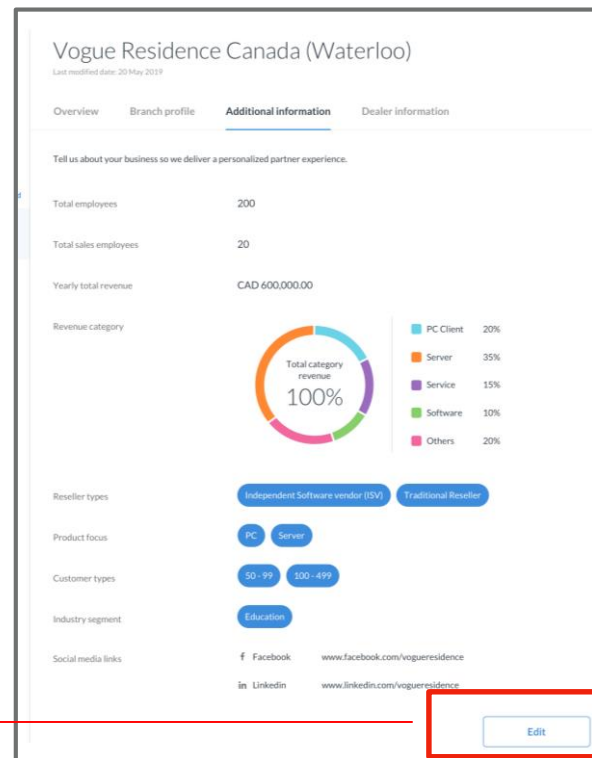 Vogue Residence Canada (Waterloo)
Last modified date: 20 May 2019
Overview Branch profile Additional information Dealer information
Tell us about your business so we deliver a personalized partner experience.
d
Total employees 200
Total sales employees 20
Yearly total revenue CAD 600,000.00
Revenue category
Total category
revenue
100%
PC Client 20%
Server 35%
Service 15%
Software 10%
Others 20%
Reseller types Independent Software vendor (ISV) Traditional Reseller
Product focus PC Server
Customer types 50 - 99 100 - 499
Industry segment Education
Social media links f Facebook www.facebook.com/vogueresidence
in Linkedin www.linkedin.com/vogueresidence
Edit